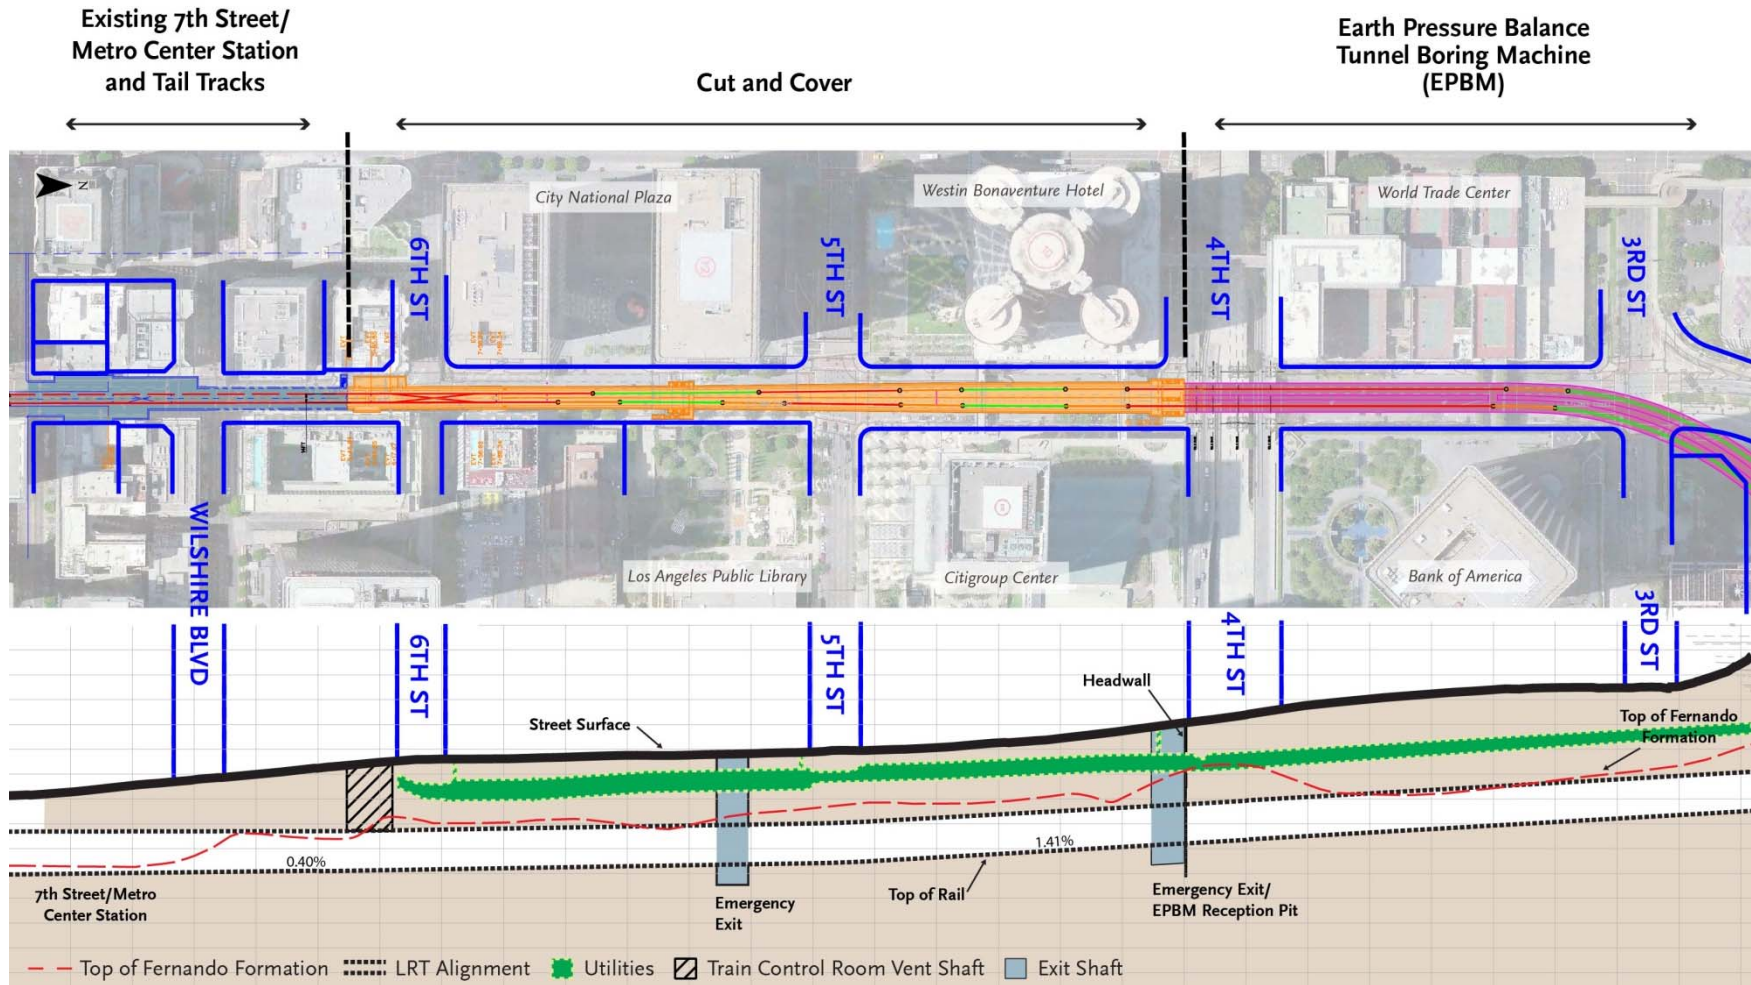 Existing 7th Street/
Metro Center Station
and Tail Tracks
Cut and Cover
Earth Pressure Balance
Tunnel Boring Machine
(EPBM)
N
City National Plaza
Westin Bonaventure Hotel
World Trade Center
6TH ST
5TH ST
4TH ST
3RD ST
WILSHIRE BLVD
Los Angeles Public Library
Citigroup Center
Bank of America
6TH ST
5TH ST
4TH ST
3RD ST
Headwall
Street Surface
Top of Fernando
Formation
0.40%
1.41%
7th Street/Metro
Center Station
Emergency
Exit
Top of Rail
Emergency Exit/
EPBM Reception Pit
Top of Fernando Formation
LRT Alignment
Utilities
Train Control Room Vent Shaft
Exit Shaft